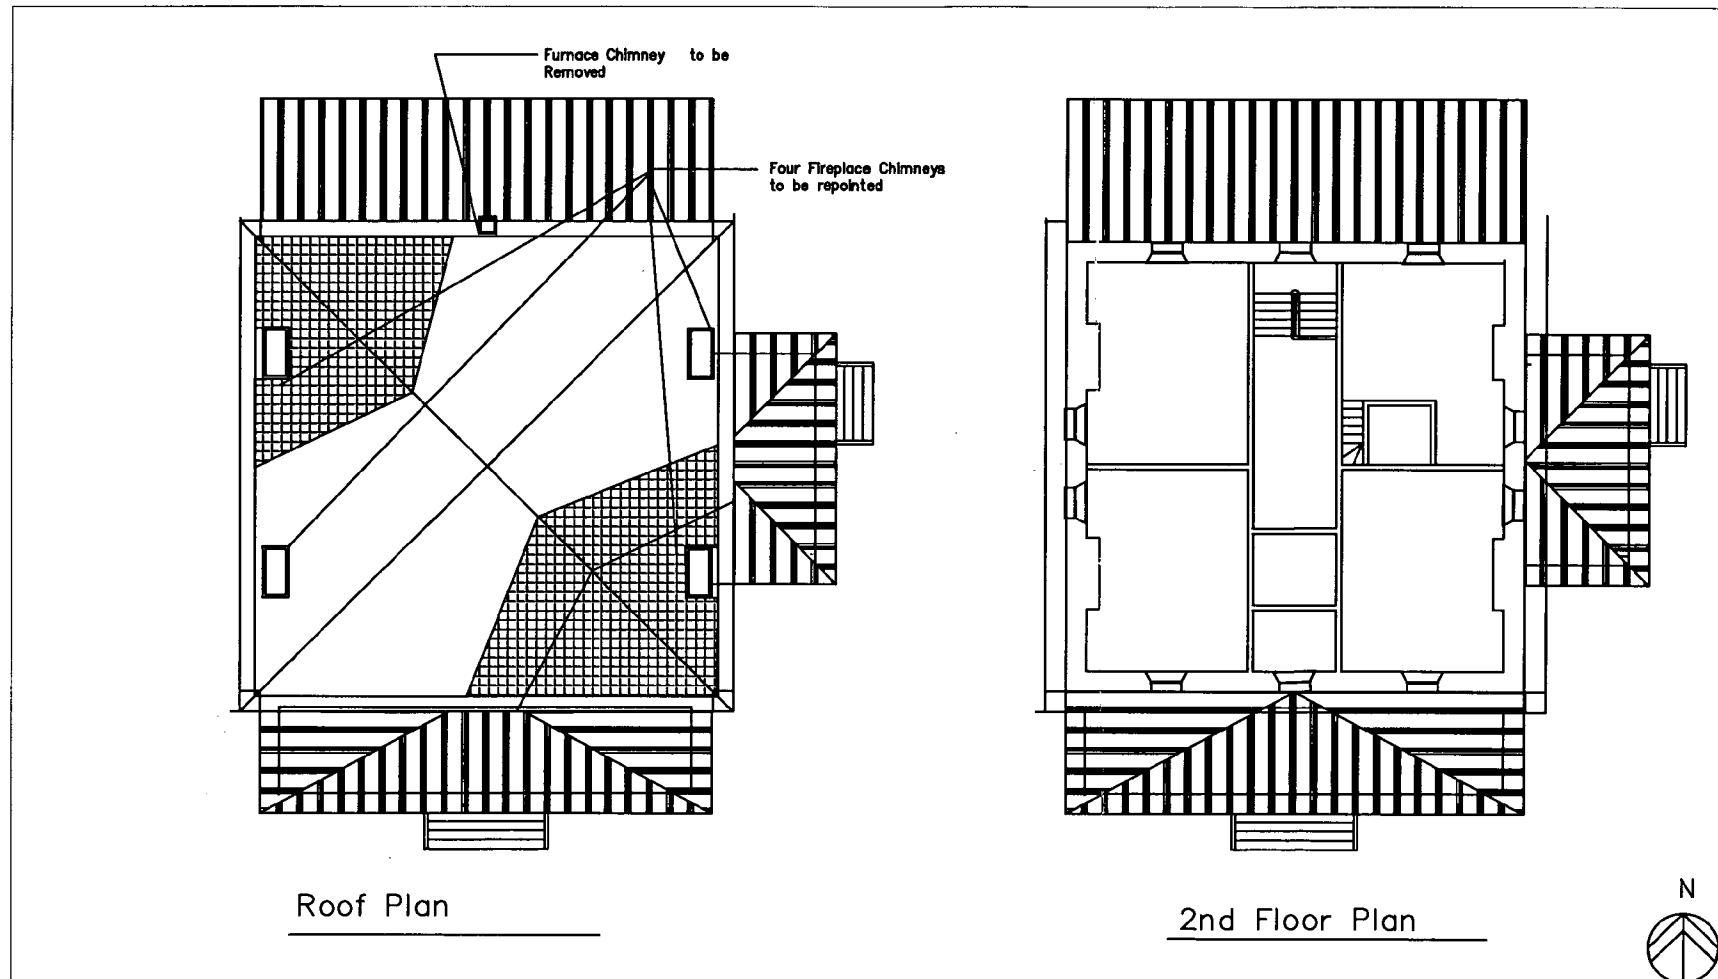 Furnace Chimney to be
Removed
Four Fireplace Chimneys
to be repointed
Roof Plan
2nd Floor Plan
N